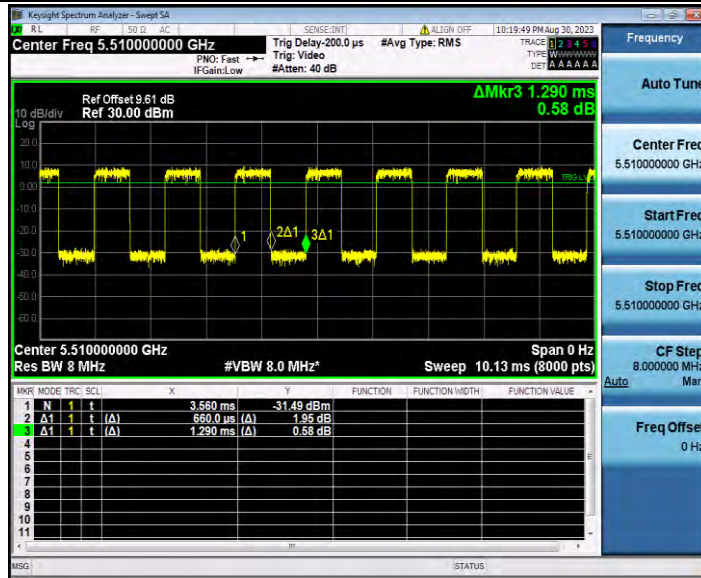 Keysight Spectrum Analyzer - Swept SA
RL RF 50 Ω AC SENSE:INT ALIGN OFF 10:19:49 PM Aug 30, 2023
Center Freq 5.510000000 GHz
Trig Delay-200.0 µs #Avg Type: RMS
PNO: Fast Trig: Video
IFGain:Low #Atten: 40 dB
TRACE 1 2 3 4 5 6
TYPE W
DET A A A A A A
Ref Offset 9.61 dB
10 dB/div Ref 30.00 dBm
Log
ΔMkr3 1.290 ms
0.58 dB
20.0
10.0
0.00
-10.0
-20.0
-30.0
-40.0
-50.0
-60.0
TRIG LVL
1 2Δ1 3Δ1
Center 5.510000000 GHz Span 0 Hz
Res BW 8 MHz #VBW 8.0 MHz* Sweep 10.13 ms (8000 pts)
MKR MODE TRC SCL X Y FUNCTION FUNCTION WIDTH FUNCTION VALUE
1 N 1 t 3.560 ms -31.49 dBm
2 Δ1 1 t (Δ) 660.0 µs (Δ) 1.95 dB
3 Δ1 1 t (Δ) 1.290 ms (Δ) 0.58 dB
4
5
6
7
8
9
10
11
MSG STATUS
Frequency
Auto Tune
Center Freq
5.510000000 GHz
Start Freq
5.510000000 GHz
Stop Freq
5.510000000 GHz
CF Step
8.000000 MHz
Auto Man
Freq Offset
0 Hz